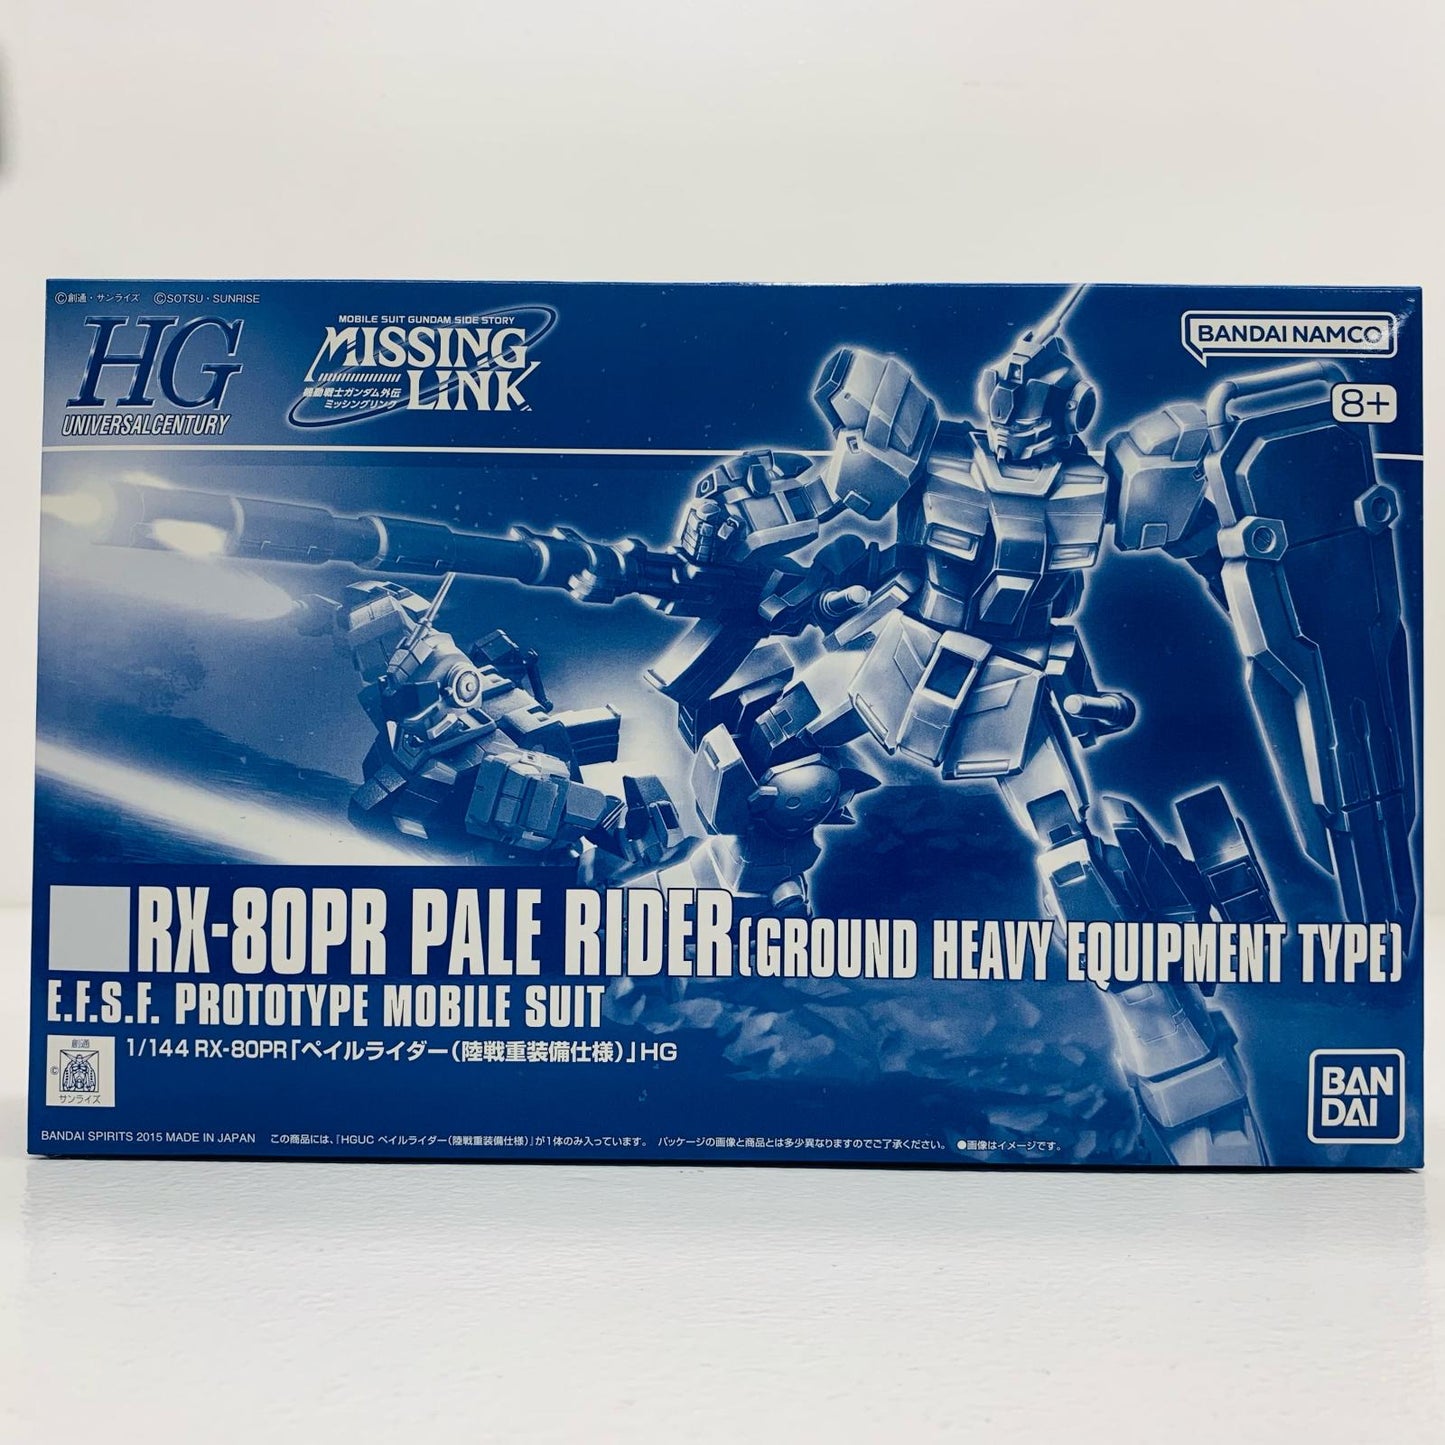 ©創通・サンライズ ©SOTSU・SUNRISE
HG
UNIVERSAL CENTURY
MOBILE SUIT GUNDAM SIDE STORY
MISSING
LINK
機動戦士ガンダム外伝
ミッシングリンク
BANDAI NAMCO
8+
RX-80PR PALE RIDER(GROUND HEAVY EQUIPMENT TYPE)
E.F.S.F. PROTOTYPE MOBILE SUIT
創通
©
サンライズ
1/144 RX-80PR「ペイルライダー(陸戦重装備仕様)」HG
BAN
DAI
BANDAI SPIRITS 2015 MADE IN JAPAN この商品には、『HGUC ペイルライダー(陸戦重装備仕様)』が1体のみ入っています。 パッケージの画像と商品とは多少異なりますのでご了承ください。 ●画像はイメージです。